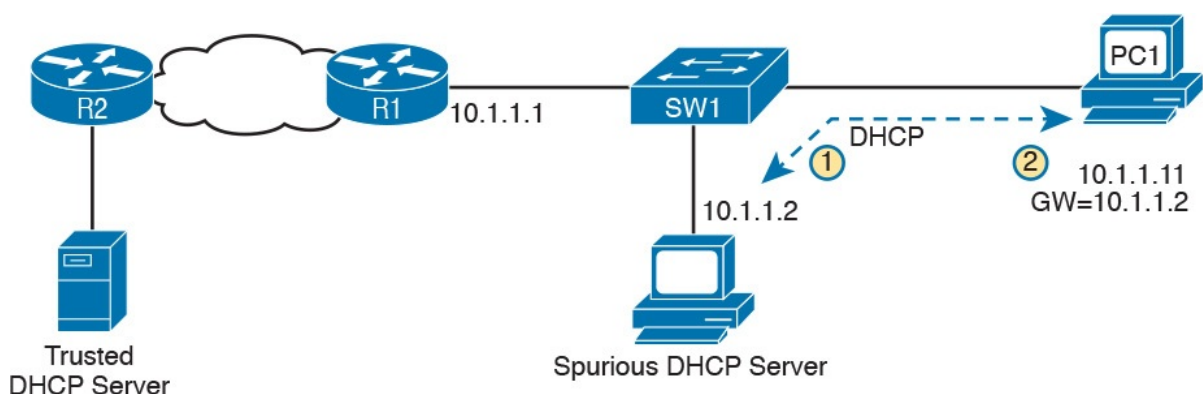 R2
R1
10.1.1.1
SW1
PC1
DHCP
1
2
10.1.1.11
GW=10.1.1.2
10.1.1.2
Trusted
DHCP Server
Spurious DHCP Server